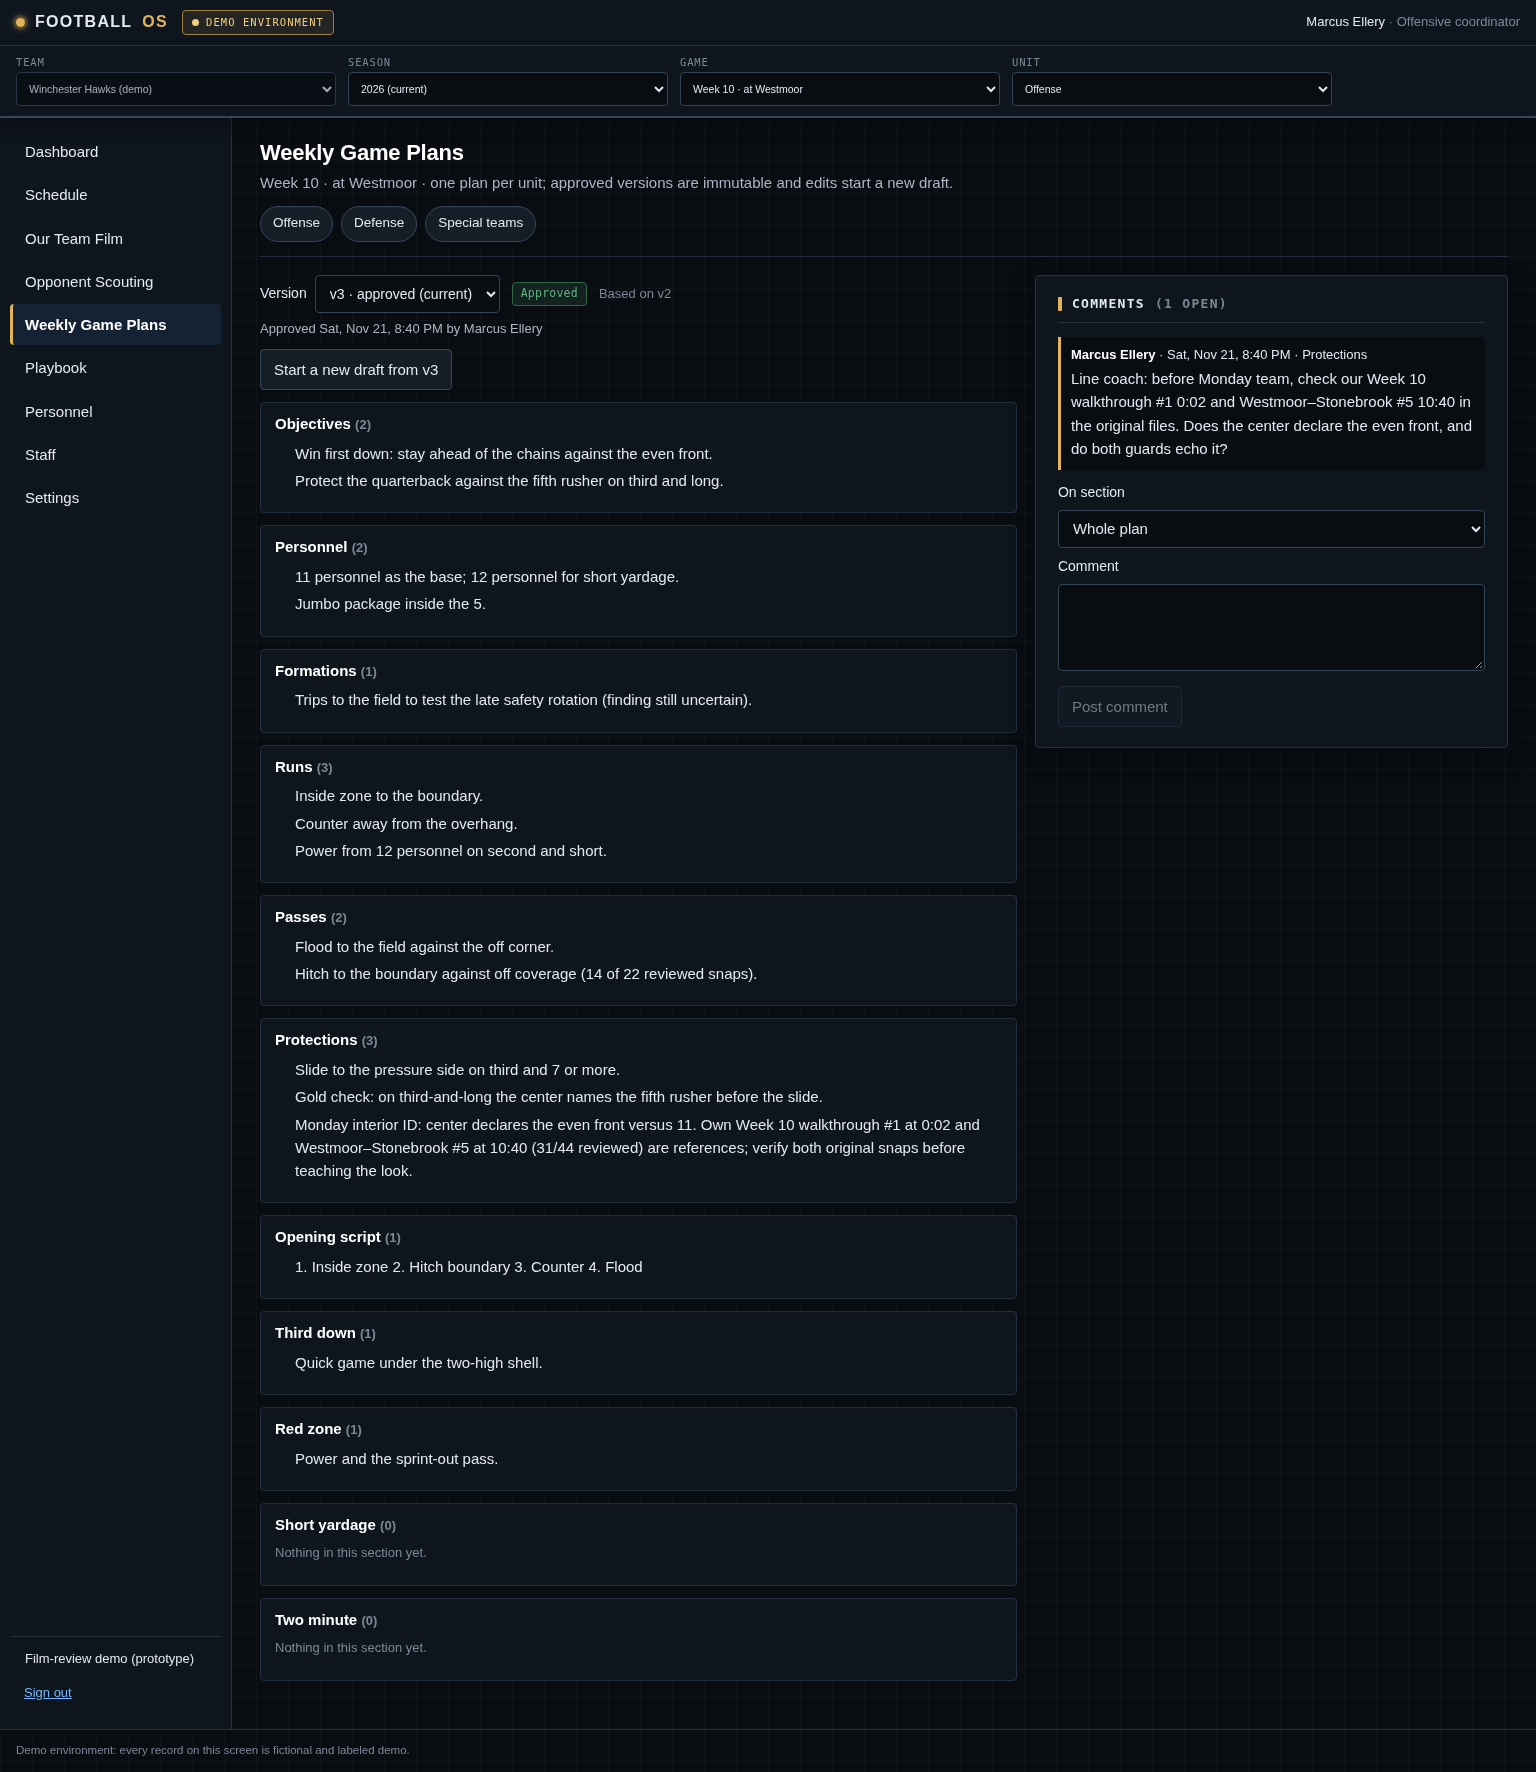 FOOTBALL OS
DEMO ENVIRONMENT
Marcus Ellery · Offensive coordinator
TEAM
Winchester Hawks (demo)
SEASON
2026 (current)
GAME
Week 10 · at Westmoor
UNIT
Offense
Dashboard
Schedule
Our Team Film
Opponent Scouting
Weekly Game Plans
Playbook
Personnel
Staff
Settings
Film-review demo (prototype)
Sign out
Weekly Game Plans
Week 10 · at Westmoor · one plan per unit; approved versions are immutable and edits start a new draft.
Offense
Defense
Special teams
Version
v3 · approved (current)
Approved
Based on v2
Approved Sat, Nov 21, 8:40 PM by Marcus Ellery
Start a new draft from v3
Objectives (2)
Win first down: stay ahead of the chains against the even front.
Protect the quarterback against the fifth rusher on third and long.
Personnel (2)
11 personnel as the base; 12 personnel for short yardage.
Jumbo package inside the 5.
Formations (1)
Trips to the field to test the late safety rotation (finding still uncertain).
Runs (3)
Inside zone to the boundary.
Counter away from the overhang.
Power from 12 personnel on second and short.
Passes (2)
Flood to the field against the off corner.
Hitch to the boundary against off coverage (14 of 22 reviewed snaps).
Protections (3)
Slide to the pressure side on third and 7 or more.
Gold check: on third-and-long the center names the fifth rusher before the slide.
Monday interior ID: center declares the even front versus 11. Own Week 10 walkthrough #1 at 0:02 and
Westmoor–Stonebrook #5 at 10:40 (31/44 reviewed) are references; verify both original snaps before
teaching the look.
Opening script (1)
1. Inside zone 2. Hitch boundary 3. Counter 4. Flood
Third down (1)
Quick game under the two-high shell.
Red zone (1)
Power and the sprint-out pass.
Short yardage (0)
Nothing in this section yet.
Two minute (0)
Nothing in this section yet.
COMMENTS (1 OPEN)
Marcus Ellery · Sat, Nov 21, 8:40 PM · Protections
Line coach: before Monday team, check our Week 10
walkthrough #1 0:02 and Westmoor–Stonebrook #5 10:40 in
the original files. Does the center declare the even front, and
do both guards echo it?
On section
Whole plan
Comment
Post comment
Demo environment: every record on this screen is fictional and labeled demo.